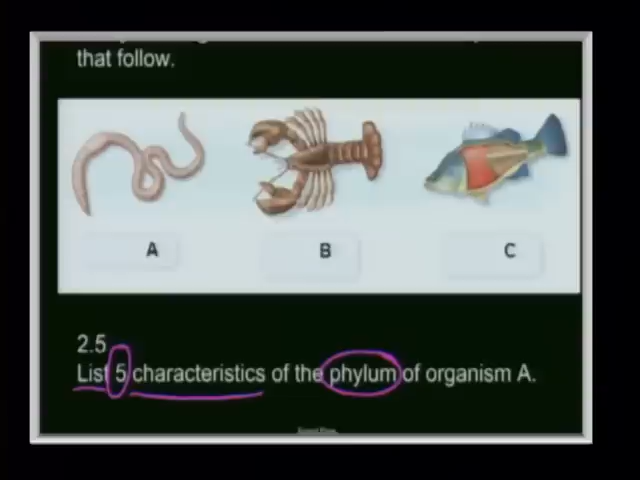 that follow.
A B C
2.5
List 5 characteristics of the phylum of organism A.